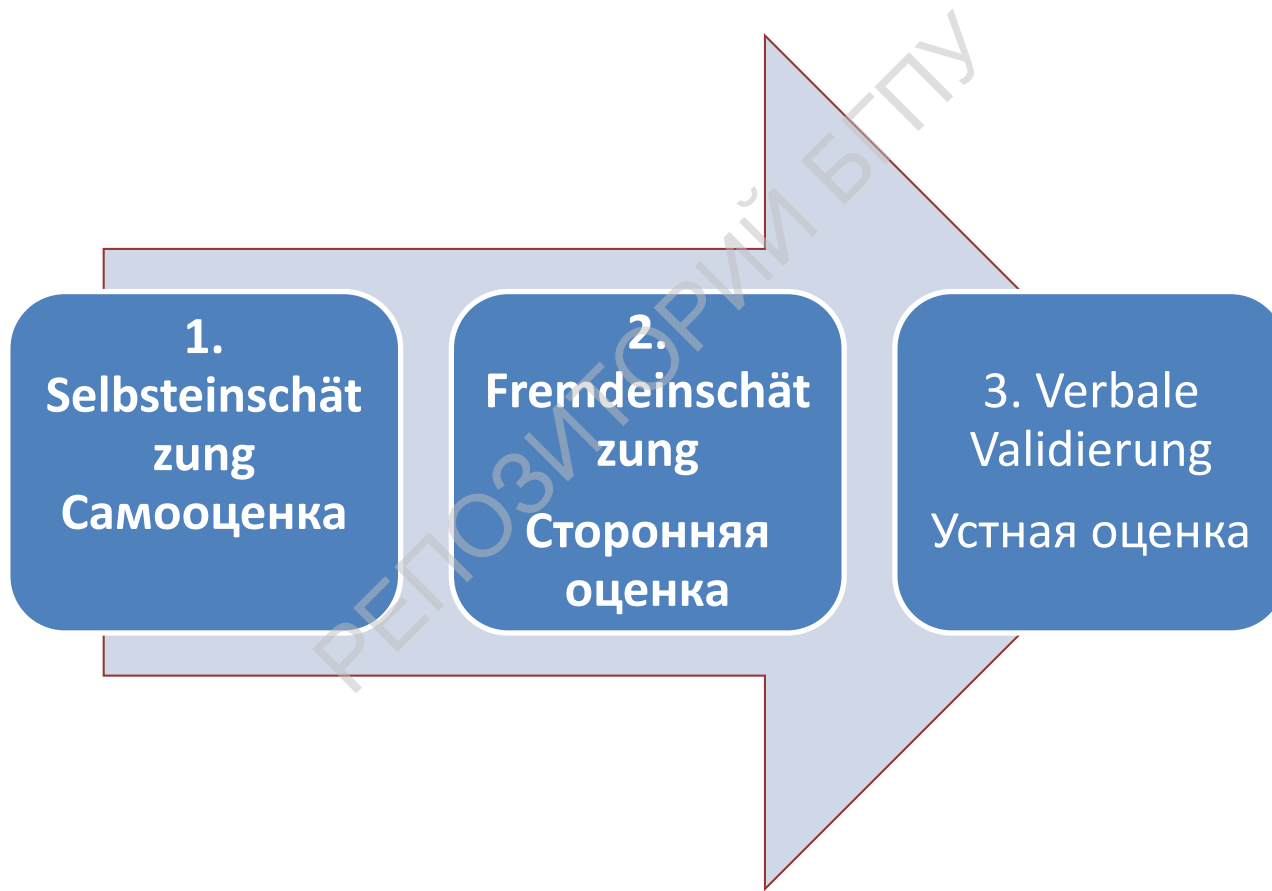 1.
Selbsteinschät
zung
Самооценка
2.
Fremdeinschät
zung
Сторонняя
оценка
3. Verbale
Validierung
Устная оценка
РЕПОЗИТОРИЙ БГПУ